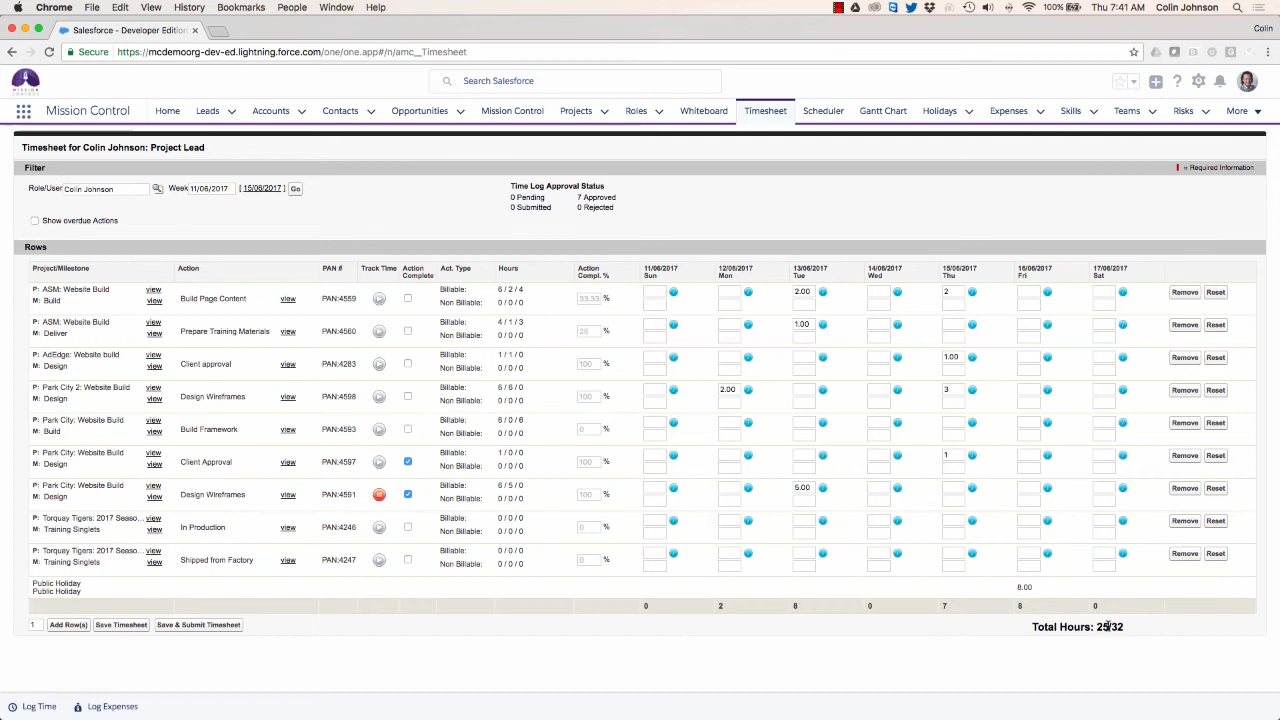 Chrome File Edit View History Bookmarks People Window Help 100% Thu 7:41 AM Colin Johnson
Salesforce - Developer Edition Colin
Secure https://mcdemoorg-dev-ed.lightning.force.com/one/one.app#/n/amc__Timesheet
MISSION CONTROL Search Salesforce
Mission Control Home Leads Accounts Contacts Opportunities Mission Control Projects Roles Whiteboard Timesheet Scheduler Gantt Chart Holidays Expenses Skills Teams Risks More
Timesheet for Colin Johnson: Project Lead
Filter = Required Information
Role/User Colin Johnson Week 11/06/2017 [ 15/06/2017 ] Go Time Log Approval Status
0 Pending 7 Approved
0 Submitted 0 Rejected
Show overdue Actions
Rows
Project/Milestone Action PAN # Track Time Action Complete Act. Type Hours Action Compl. % 11/06/2017 Sun 12/06/2017 Mon 13/06/2017 Tue 14/06/2017 Wed 15/06/2017 Thu 16/06/2017 Fri 17/06/2017 Sat
P: ASM: Website Build view Billable: 6 / 2 / 4 2.00 2 Remove Reset
M: Build view Build Page Content view PAN:4559 Non Billable: 0 / 0 / 0 33.33 %
P: ASM: Website Build view Billable: 4 / 1 / 3 1.00 Remove Reset
M: Deliver view Prepare Training Materials view PAN:4560 Non Billable: 0 / 0 / 0 25 %
P: AdEdge: Website build view Billable: 1 / 1 / 0 1.00 Remove Reset
M: Design view Client approval view PAN:4283 Non Billable: 0 / 0 / 0 100 %
P: Park City 2: Website Build view Billable: 6 / 6 / 0 2.00 3 Remove Reset
M: Design view Design Wireframes view PAN:4598 Non Billable: 0 / 0 / 0 100 %
P: Park City: Website Build view Billable: 6 / 0 / 6 Remove Reset
M: Build view Build Framework view PAN:4593 Non Billable: 0 / 0 / 0 0 %
P: Park City: Website Build view Billable: 1 / 0 / 0 1 Remove Reset
M: Design view Client Approval view PAN:4597 Non Billable: 0 / 0 / 0 100 %
P: Park City: Website Build view Billable: 6 / 5 / 0 5.00 Remove Reset
M: Design view Design Wireframes view PAN:4591 Non Billable: 0 / 0 / 0 100 %
P: Torquay Tigers: 2017 Seaso... view Billable: 0 / 0 / 0 Remove Reset
M: Training Singlets view In Production view PAN:4246 Non Billable: 0 / 0 / 0 0 %
P: Torquay Tigers: 2017 Seaso... view Billable: 0 / 0 / 0 Remove Reset
M: Training Singlets view Shipped from Factory view PAN:4247 Non Billable: 0 / 0 / 0 0 %
Public Holiday 8.00
Public Holiday
0 2 8 0 7 8 0
1 Add Row(s) Save Timesheet Save & Submit Timesheet Total Hours: 25/32
Log Time Log Expenses